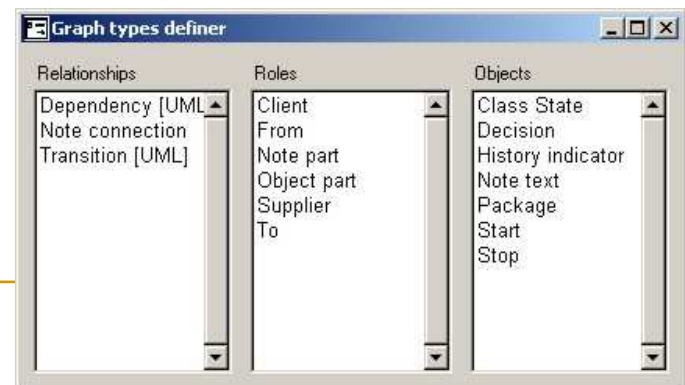 Graph types definer
Relationships
Dependency [UML
Note connection
Transition [UML]
Roles
Client
From
Note part
Object part
Supplier
To
Objects
Class State
Decision
History indicator
Note text
Package
Start
Stop